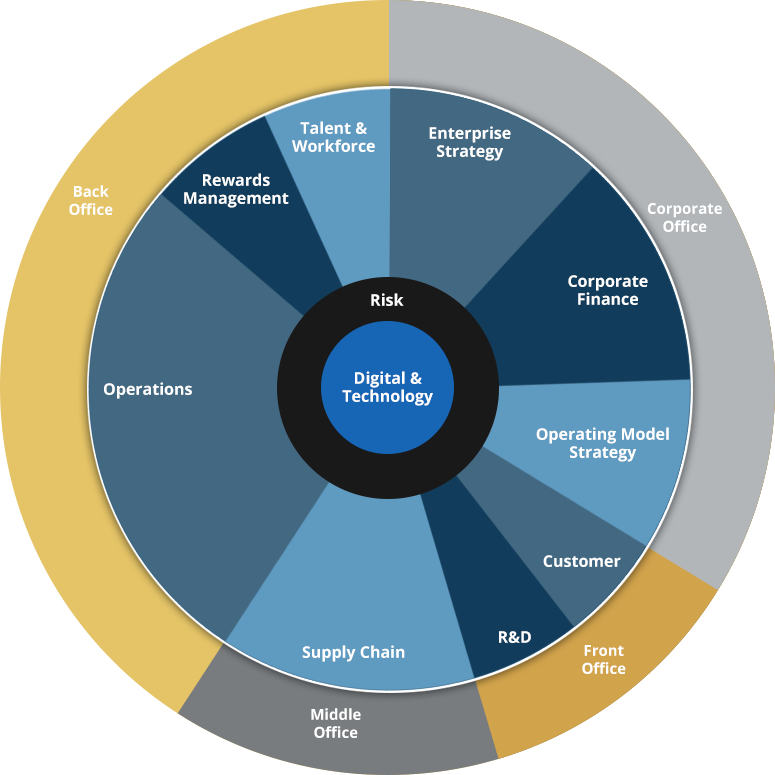 Talent &
Workforce
Enterprise
Strategy
Rewards
Management
Back
Office
Corporate
Office
Corporate
Finance
Risk
Digital &
Technology
Operations
Operating Model
Strategy
Customer
R&D
Supply Chain
Front
Office
Middle
Office